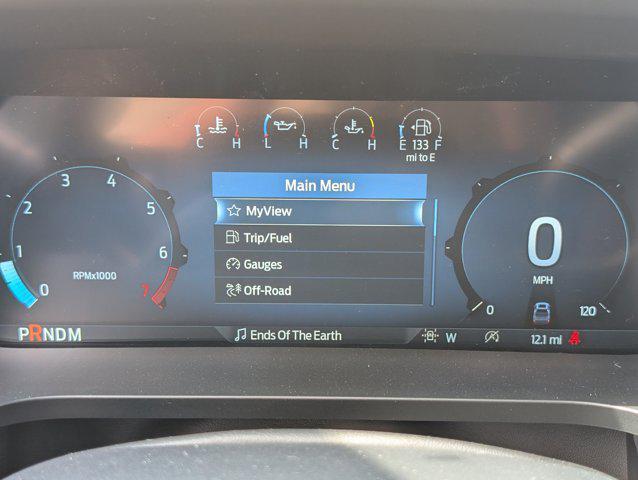 C H L H C H E 133 F
mi to E
Main Menu
MyView
Trip/Fuel
Gauges
Off-Road
0 1 2 3 4 5 6 7
RPMx1000
0
MPH
0 120
PRNDM
Ends Of The Earth
W
12.1 mi